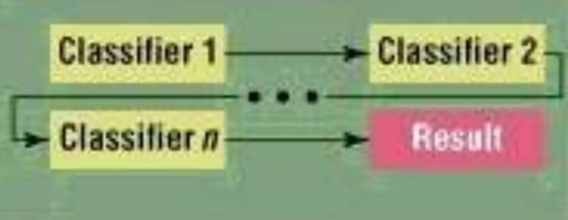 Classifier 1
Classifier 2
...
Classifier n
Result